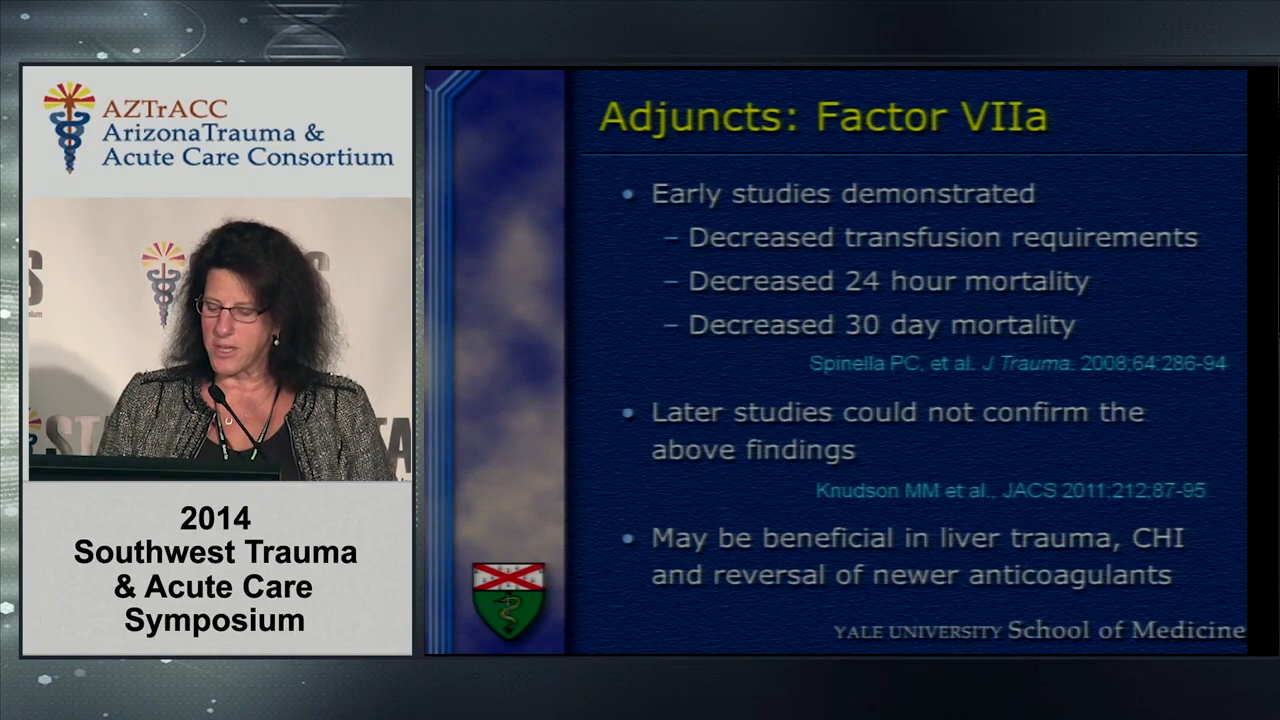 AZTrACC
ArizonaTrauma &
Acute Care Consortium
2014
Southwest Trauma
& Acute Care
Symposium
Adjuncts: Factor VIIa
• Early studies demonstrated
– Decreased transfusion requirements
– Decreased 24 hour mortality
– Decreased 30 day mortality
Spinella PC, et al. J Trauma. 2008;64:286-94
• Later studies could not confirm the
above findings
Knudson MM et al., JACS 2011;212:87-95
• May be beneficial in liver trauma, CHI
and reversal of newer anticoagulants
YALE UNIVERSITY School of Medicine